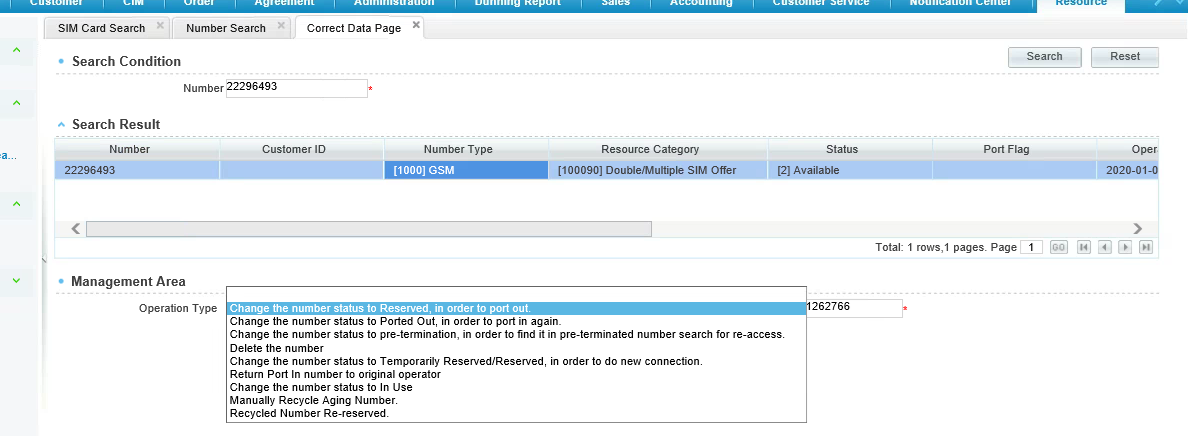 Customer CIM Order Agreement Administration Dunning Report Sales Accounting Customer Service Notification Center Resource
SIM Card Search Number Search Correct Data Page
Search Condition Search Reset
Number 22296493 *
Search Result
Number Customer ID Number Type Resource Category Status Port Flag Oper
22296493 [1000] GSM [100090] Double/Multiple SIM Offer [2] Available 2020-01-0
Total: 1 rows,1 pages. Page 1 GO
Management Area
Operation Type 1262766 *
Change the number status to Reserved, in order to port out.
Change the number status to Ported Out, in order to port in again.
Change the number status to pre-termination, in order to find it in pre-terminated number search for re-access.
Delete the number
Change the number status to Temporarily Reserved/Reserved, in order to do new connection.
Return Port In number to original operator
Change the number status to In Use
Manually Recycle Aging Number.
Recycled Number Re-reserved.